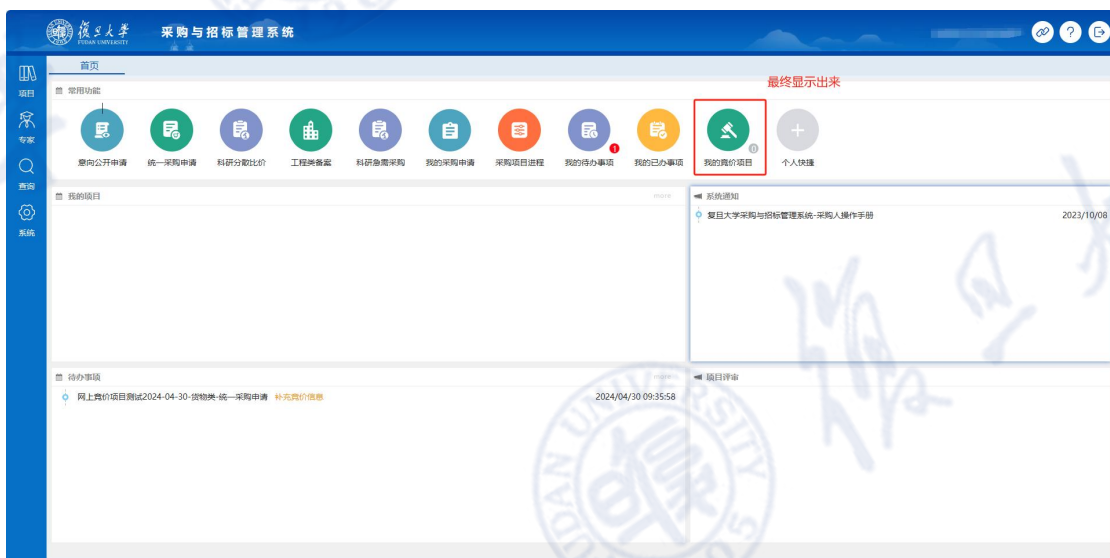 復旦大學
FUDAN UNIVERSITY
采购与招标管理系统
首页
项目
专家
查询
系统
最终显示出来
常用功能
意向公开申请
统一采购申请
科研分散比价
工程类备案
科研急需采购
我的采购申请
采购项目进程
我的待办事项
1
我的已办事项
我的竞价项目
0
个人快捷
我的项目
more
系统通知
复旦大学采购与招标管理系统-采购人操作手册
2023/10/08
待办事项
more
网上竞价项目测试2024-04-30-货物类-统一采购申请 补充竞价信息
2024/04/30 09:35:58
项目评审